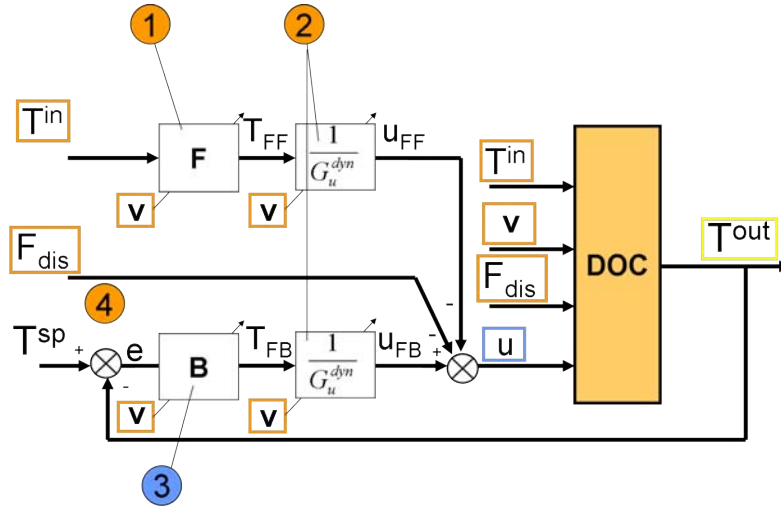 1
2
T^in
F
T_FF
1
G_u^dyn
u_FF
v
v
T^in
v
F_dis
DOC
T^out
F_dis
-
-
4
T^sp
+
-
e
B
T_FB
1
G_u^dyn
u_FB
+
u
v
v
3